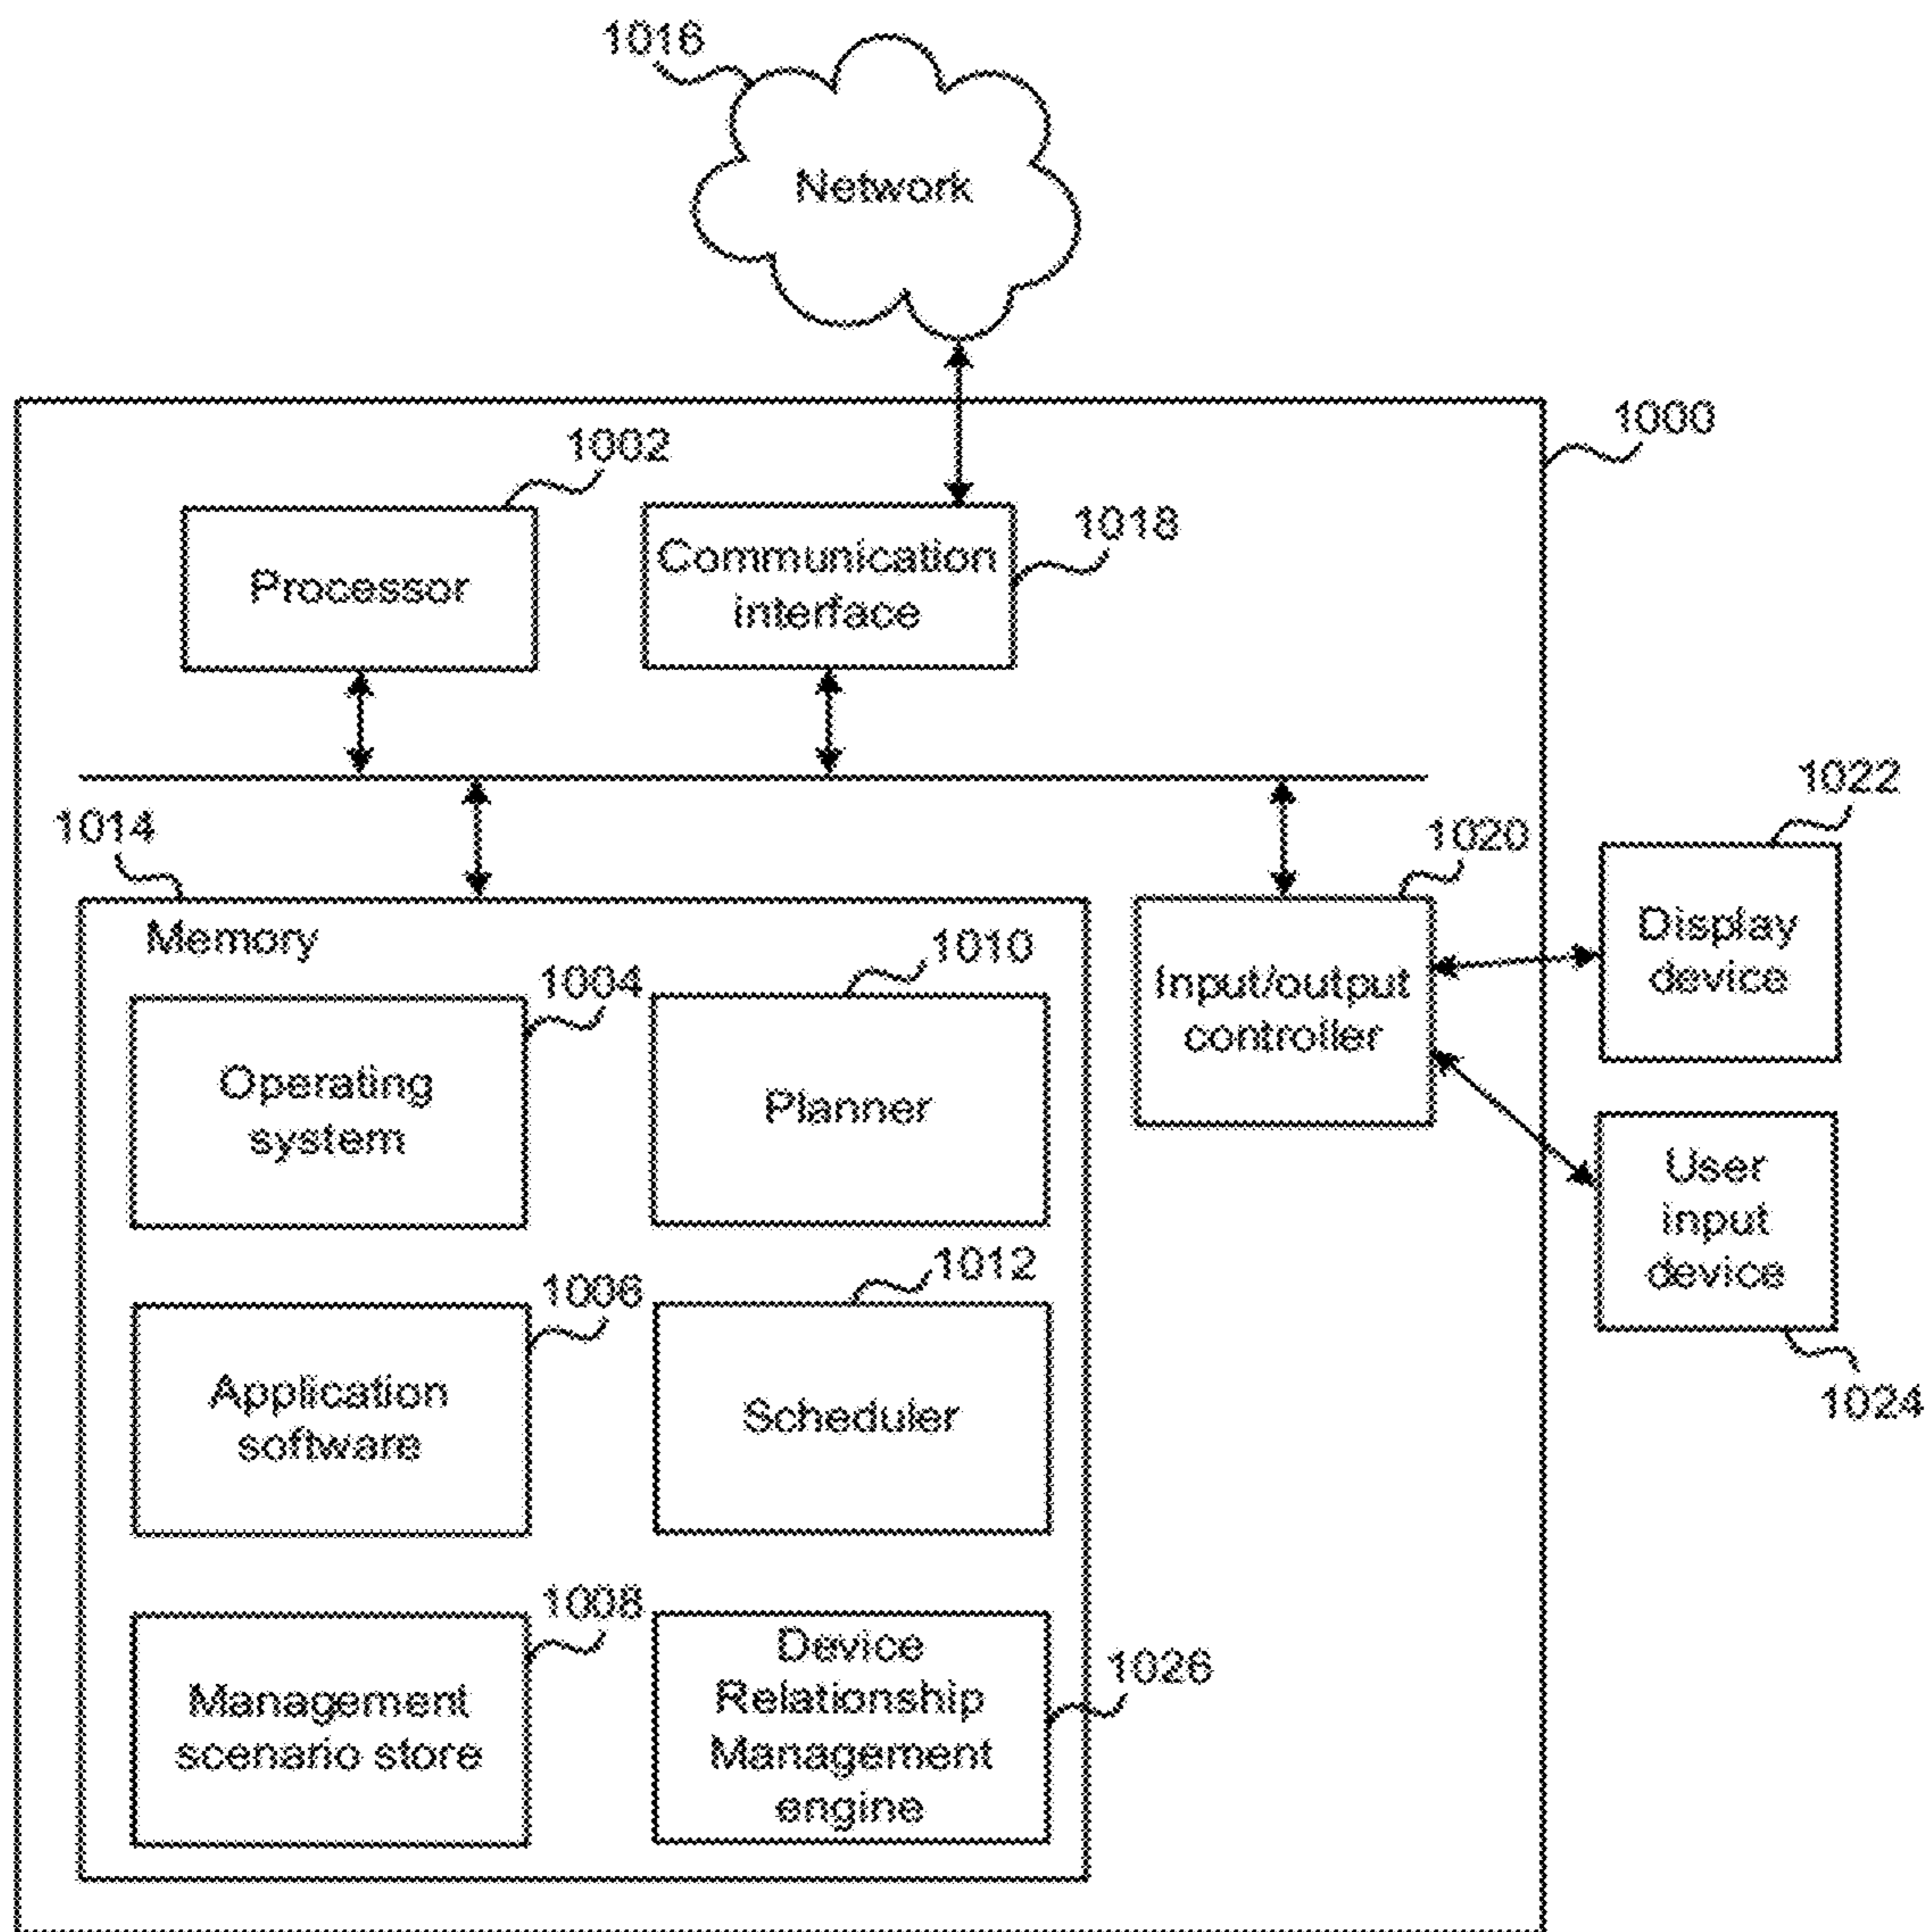 1016
Network
1000
1002
1018
Processor
Communication
interface
1022
1014
1020
Memory
1010
Display
device
1004
Input/output
controller
Operating
system
Planner
User
input
device
1012
1006
1024
Application
software
Scheduler
1008
Device
Relationship
Management
engine
1026
Management
scenario store